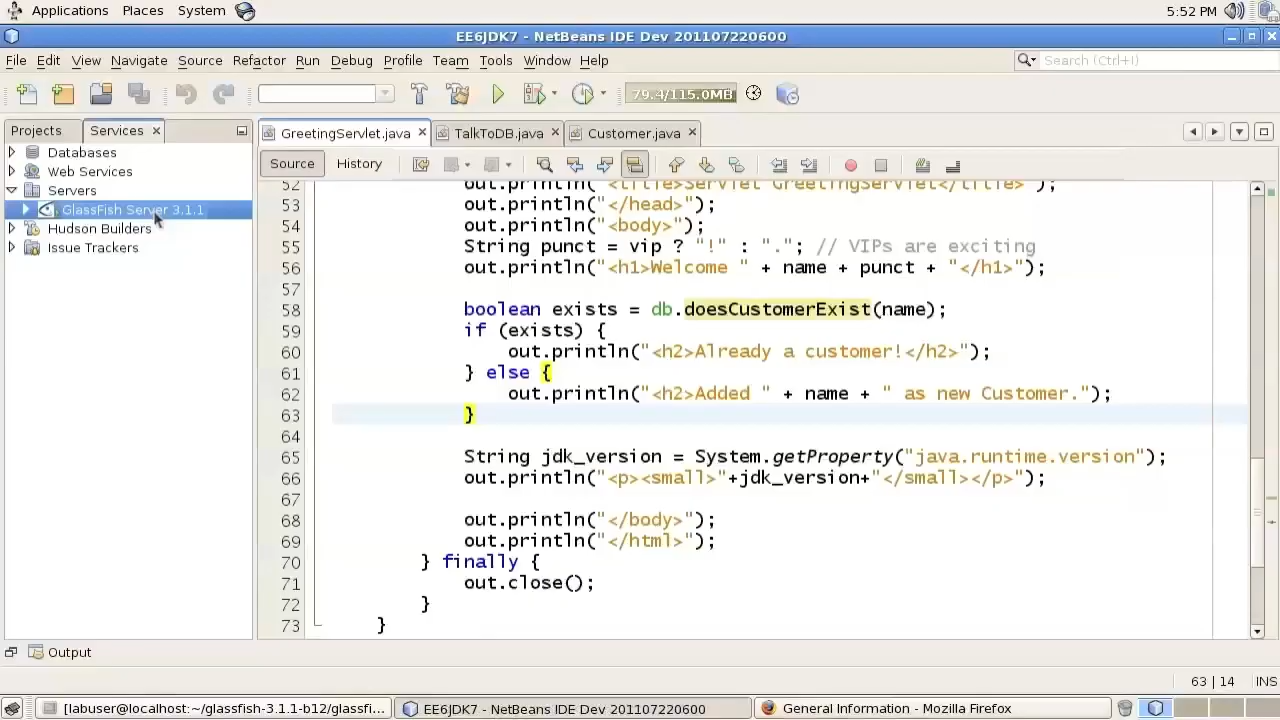 Applications Places System 5:52 PM
EE6JDK7 - NetBeans IDE Dev 201107220600
File Edit View Navigate Source Refactor Run Debug Profile Team Tools Window Help Search (Ctrl+I)
79.4/115.0MB
Projects Services GreetingServlet.java TalkToDB.java Customer.java
Source History
Databases
Web Services
Servers
GlassFish Server 3.1.1
Hudson Builders
Issue Trackers
52 out.println("<title>Servlet GreetingServlet</title>");
53 out.println("</head>");
54 out.println("<body>");
55 String punct = vip ? "!" : "."; // VIPs are exciting
56 out.println("<h1>Welcome " + name + punct + "</h1>");
57
58 boolean exists = db.doesCustomerExist(name);
59 if (exists) {
60 out.println("<h2>Already a customer!</h2>");
61 } else {
62 out.println("<h2>Added " + name + " as new Customer.");
63 }
64
65 String jdk_version = System.getProperty("java.runtime.version");
66 out.println("<p><small>"+jdk_version+"</small></p>");
67
68 out.println("</body>");
69 out.println("</html>");
70 } finally {
71 out.close();
72 }
73 }
Output
63 | 14 INS
[labuser@localhost:~/glassfish-3.1.1-b12/glassfi... EE6JDK7 - NetBeans IDE Dev 201107220600 General Information - Mozilla Firefox